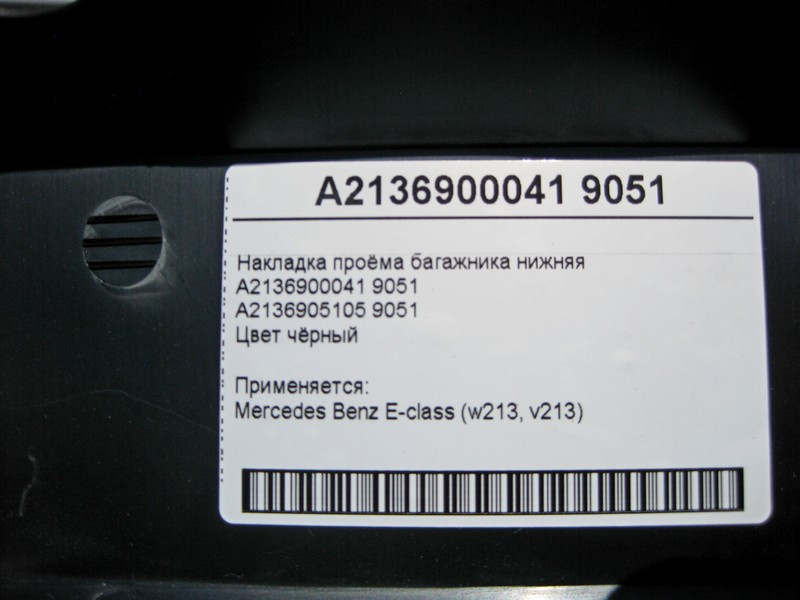 A2136900041 9051
Накладка проёма багажника нижняя
A2136900041 9051
A2136905105 9051
Цвет чёрный
Применяется:
Mercedes Benz E-class (w213, v213)